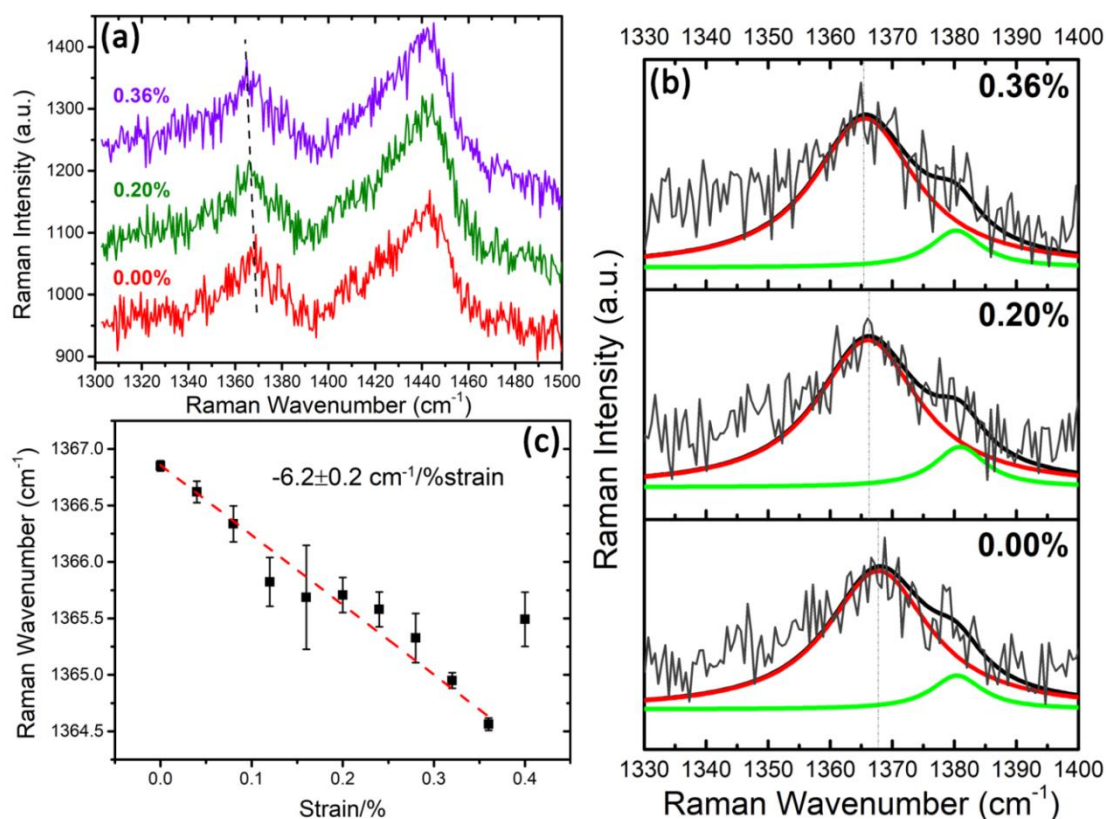 (a)
0.36%
0.20%
0.00%
1400
1300
1200
1100
1000
900
1300 1320 1340 1360 1380 1400 1420 1440 1460 1480 1500
Raman Wavenumber (cm⁻¹)
Raman Intensity (a.u.)
1330 1340 1350 1360 1370 1380 1390 1400
(b)
0.36%
0.20%
0.00%
Raman Intensity (a.u.)
1330 1340 1350 1360 1370 1380 1390 1400
Raman Wavenumber (cm⁻¹)
(c)
-6.2±0.2 cm⁻¹/%strain
1367.0
1366.5
1366.0
1365.5
1365.0
1364.5
0.0 0.1 0.2 0.3 0.4
Strain/%
Raman Wavenumber (cm⁻¹)